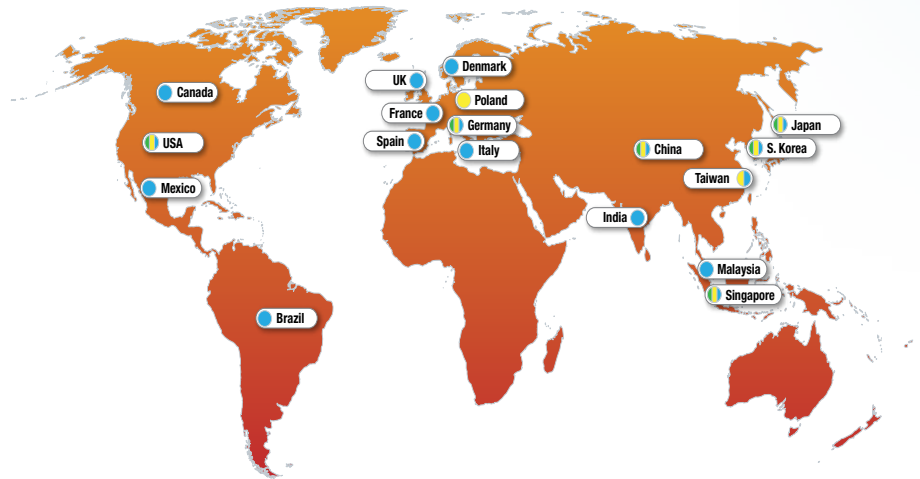 Denmark
UK
Canada
Poland
France
Germany
Japan
USA
Spain
Italy
China
S. Korea
Taiwan
Mexico
India
Malaysia
Singapore
Brazil